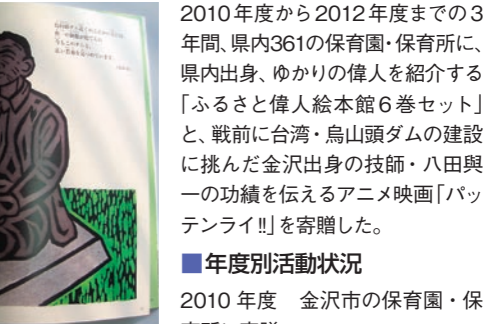 2010年度から2012年度までの3
年間、県内361の保育園・保育所に、
県内出身、ゆかりの偉人を紹介する
「ふるさと偉人絵本館6巻セット」
と、戦前に台湾・烏山頭ダムの建設
に挑んだ金沢出身の技師・八田與
一の功績を伝えるアニメ映画「パッ
テンライ!!」を寄贈した。
■年度別活動状況
2010 年度　金沢市の保育園・保